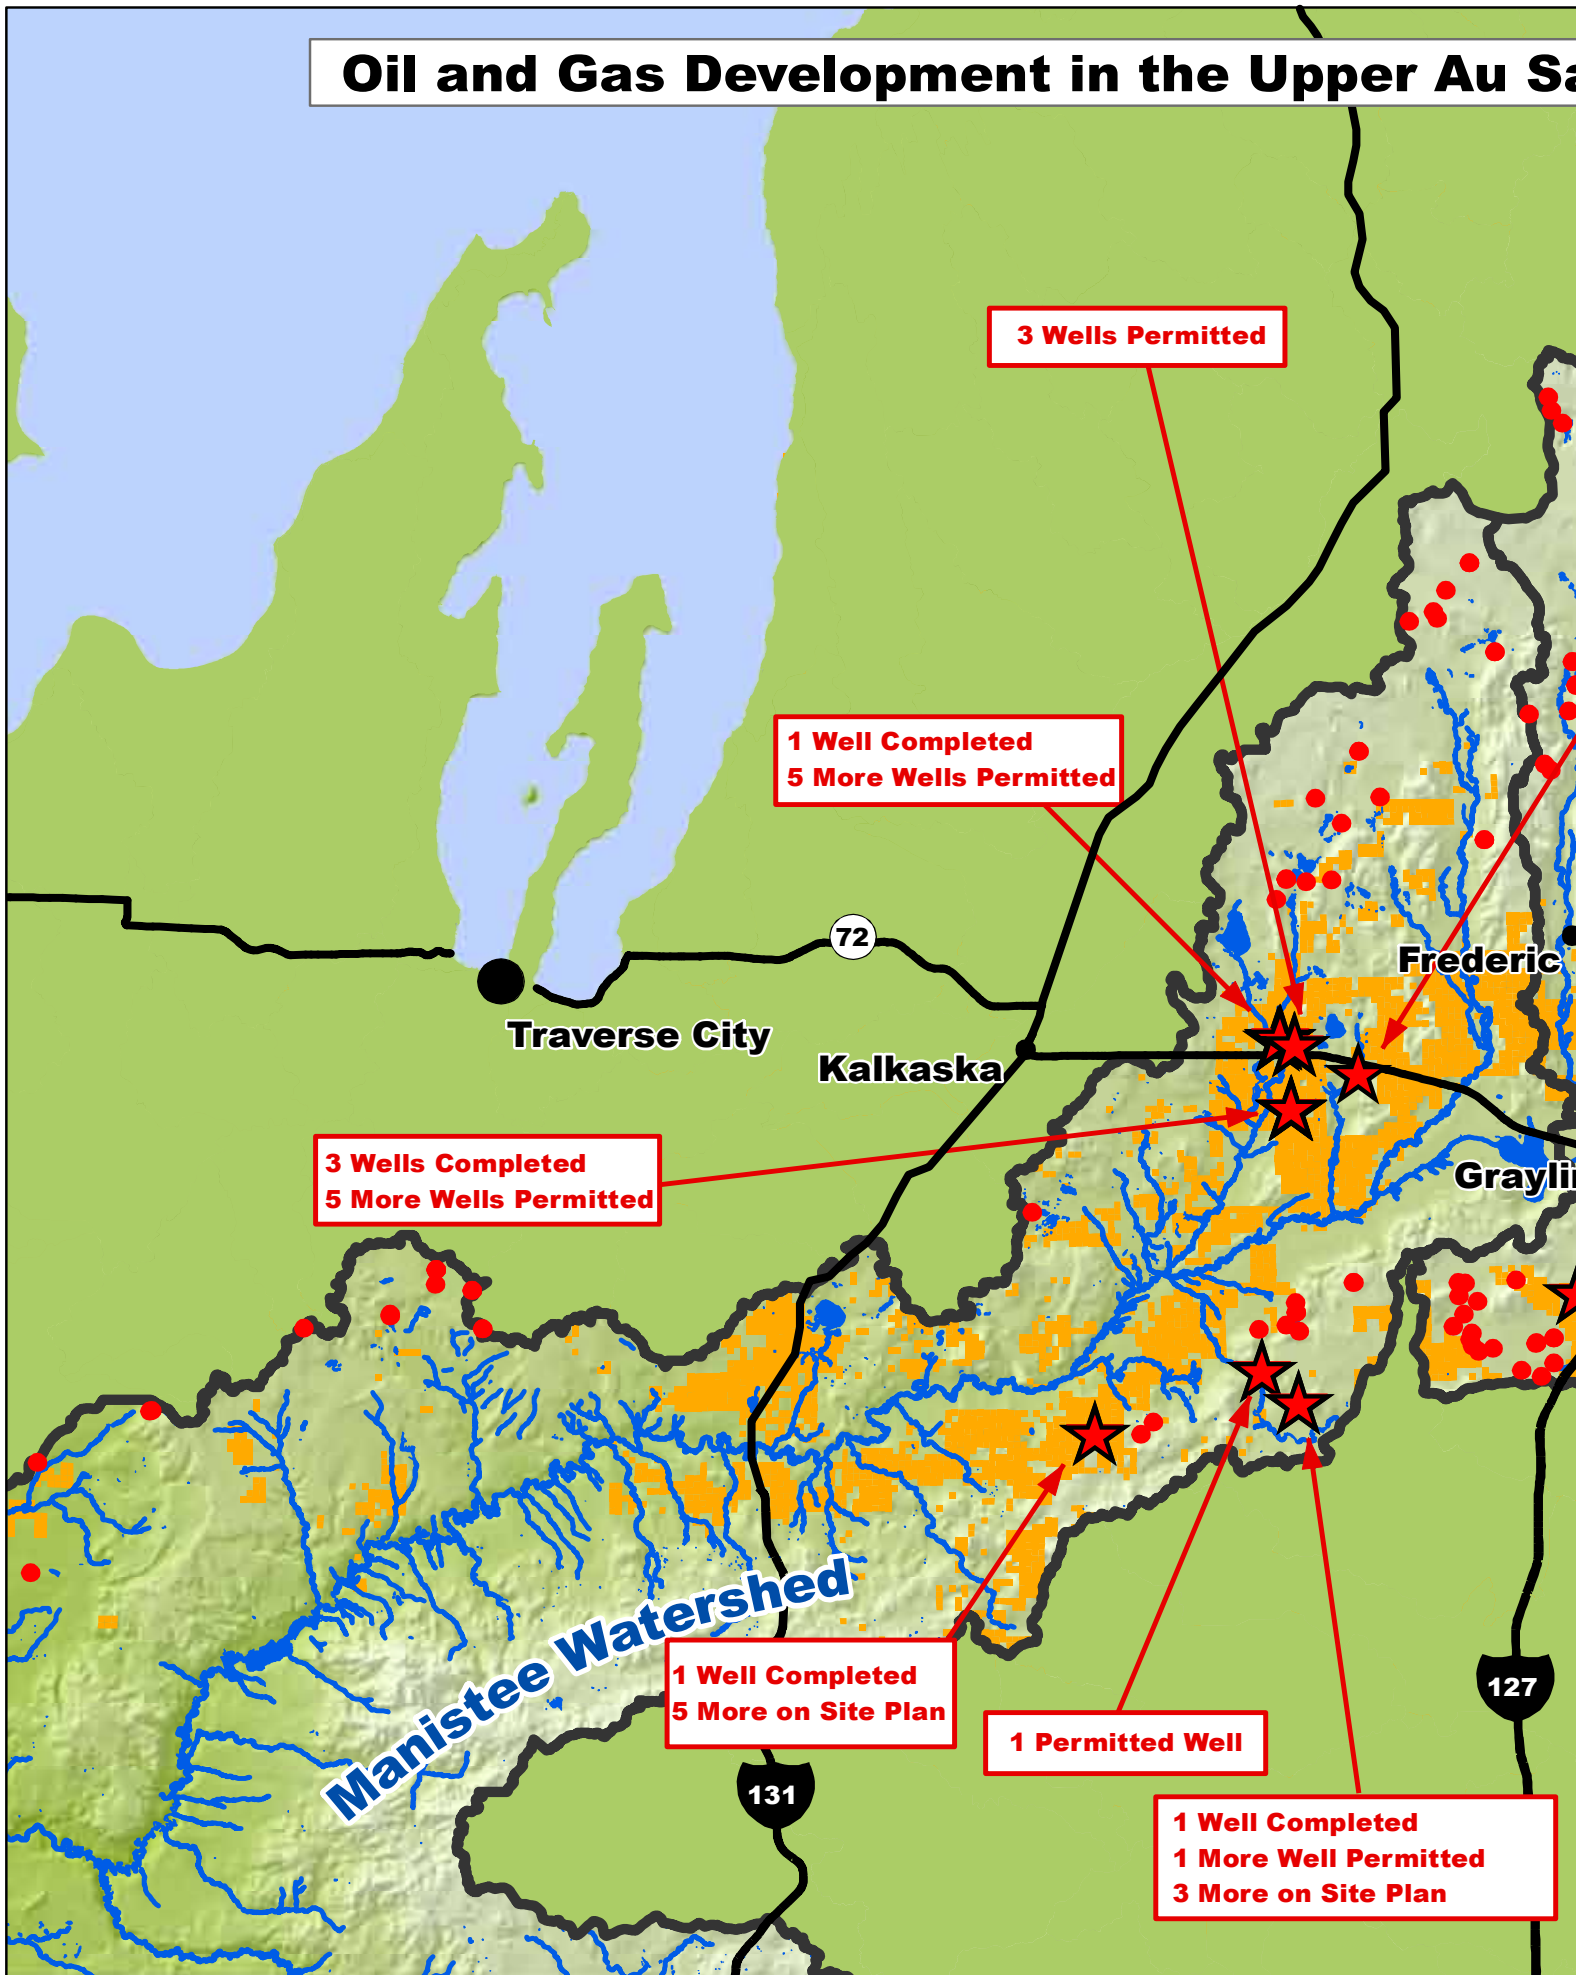 Oil and Gas Development in the Upper Au
3 Wells Permitted
1 Well Completed
5 More Wells Permitted
72
Frederic
Traverse City
Kalkaska
3 Wells Completed
5 More Wells Permitted
Manistee Watershed
1 Well Completed
5 More on Site Plan
127
1 Permitted Well
131
1 Well Completed
1 More Well Permitted
3 More on Site Plan